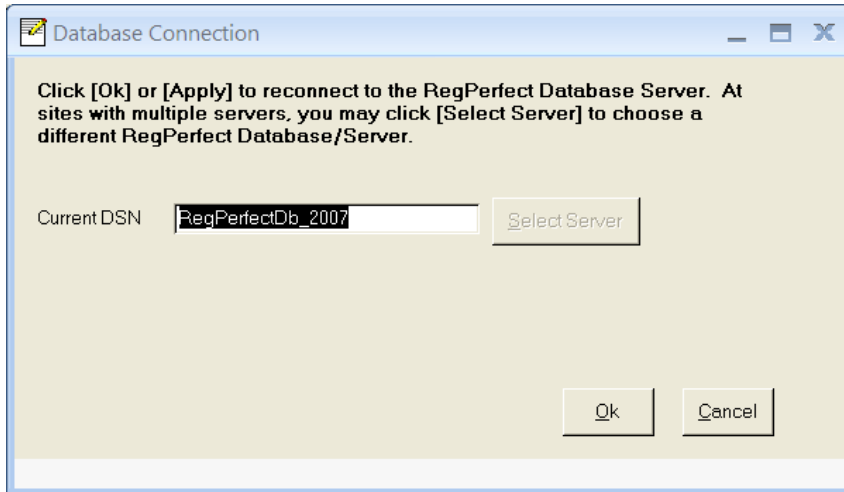 Database Connection
Click [Ok] or [Apply] to reconnect to the RegPerfect Database Server.  At
sites with multiple servers, you may click [Select Server] to choose a
different RegPerfect Database/Server.
Current DSN RegPerfectDb_2007 Select Server
Ok Cancel